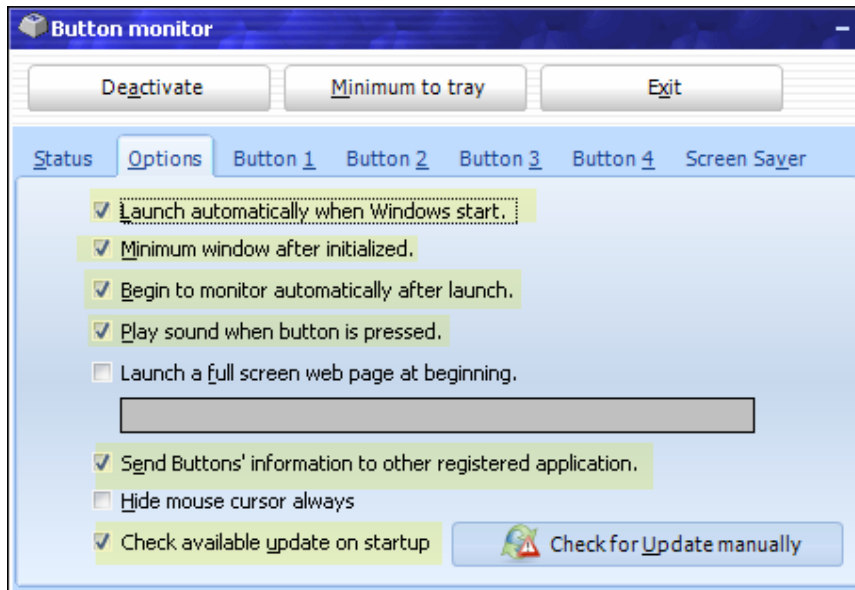 Button monitor
Deactivate Minimum to tray Exit
Status Options Button 1 Button 2 Button 3 Button 4 Screen Saver
Launch automatically when Windows start.
Minimum window after initialized.
Begin to monitor automatically after launch.
Play sound when button is pressed.
Launch a full screen web page at beginning.
Send Buttons' information to other registered application.
Hide mouse cursor always
Check available update on startup Check for Update manually